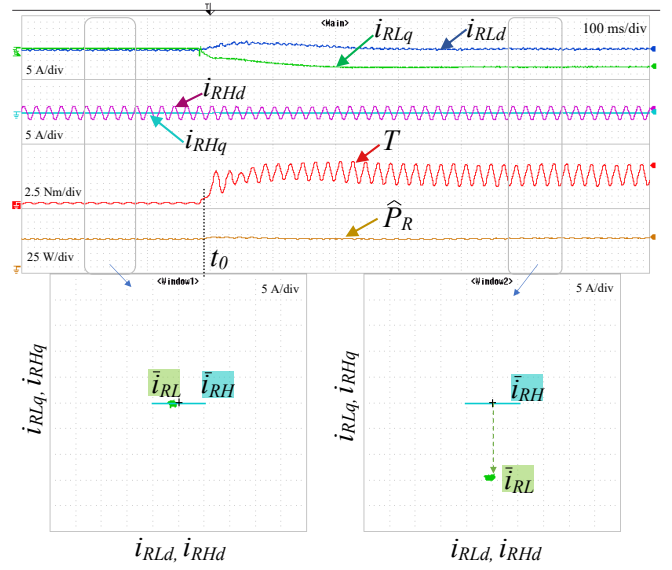 <Main>
100 ms/div
i_RLq
i_RLd
5 A/div
i_RHd
5 A/div
i_RHq
T
2.5 Nm/div
P̂_R
25 W/div
t_0
<Window1>
5 A/div
<Window2>
5 A/div
i_RLq, i_RHq
ī_RL
ī_RH
i_RLd, i_RHd
i_RLq, i_RHq
ī_RH
ī_RL
i_RLd, i_RHd